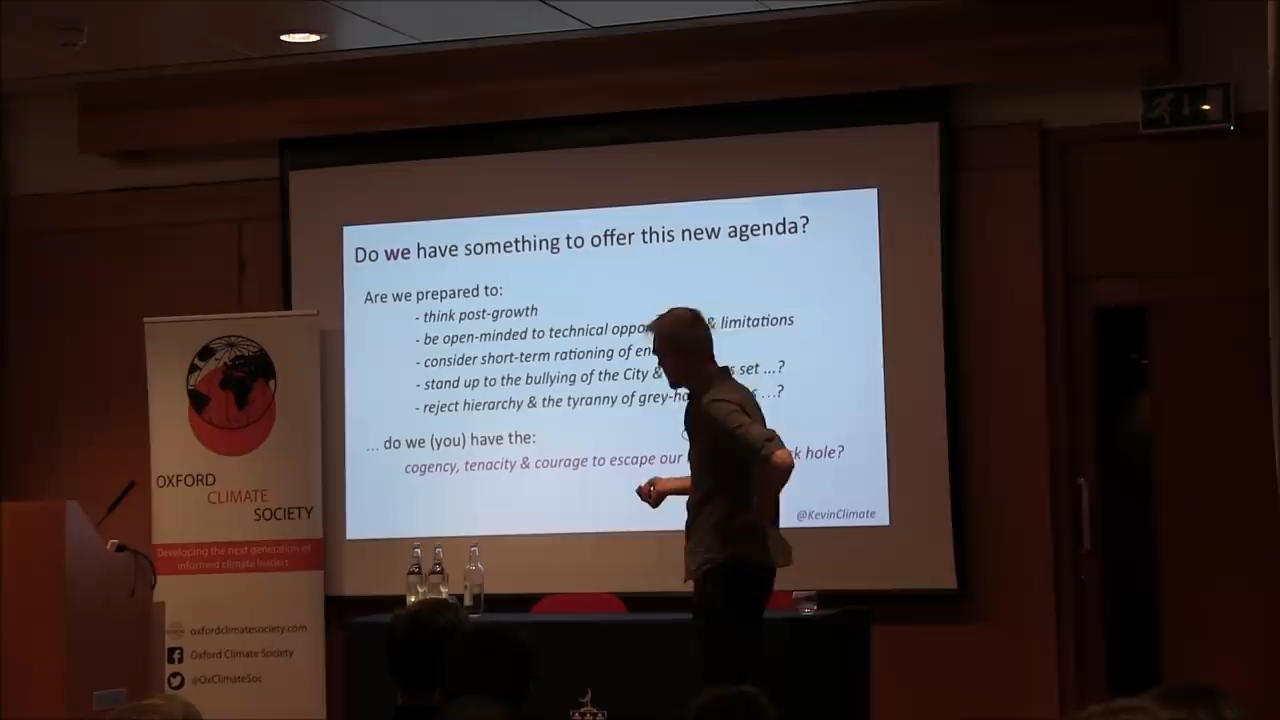 Do we have something to offer this new agenda?
Are we prepared to:
- think post-growth
- be open-minded to technical & limitations
- consider short-term rationing of
- stand up to the bullying of the City & set ...?
- reject hierarchy & the tyranny of ...?
... do we (you) have the:
cogency, tenacity & courage to escape our hole?
@KevinClimate
OXFORD
CLIMATE
SOCIETY
Developing the next generation of
informed climate leaders
oxfordclimatesociety.com
Oxford Climate Society
@OxClimateSoc